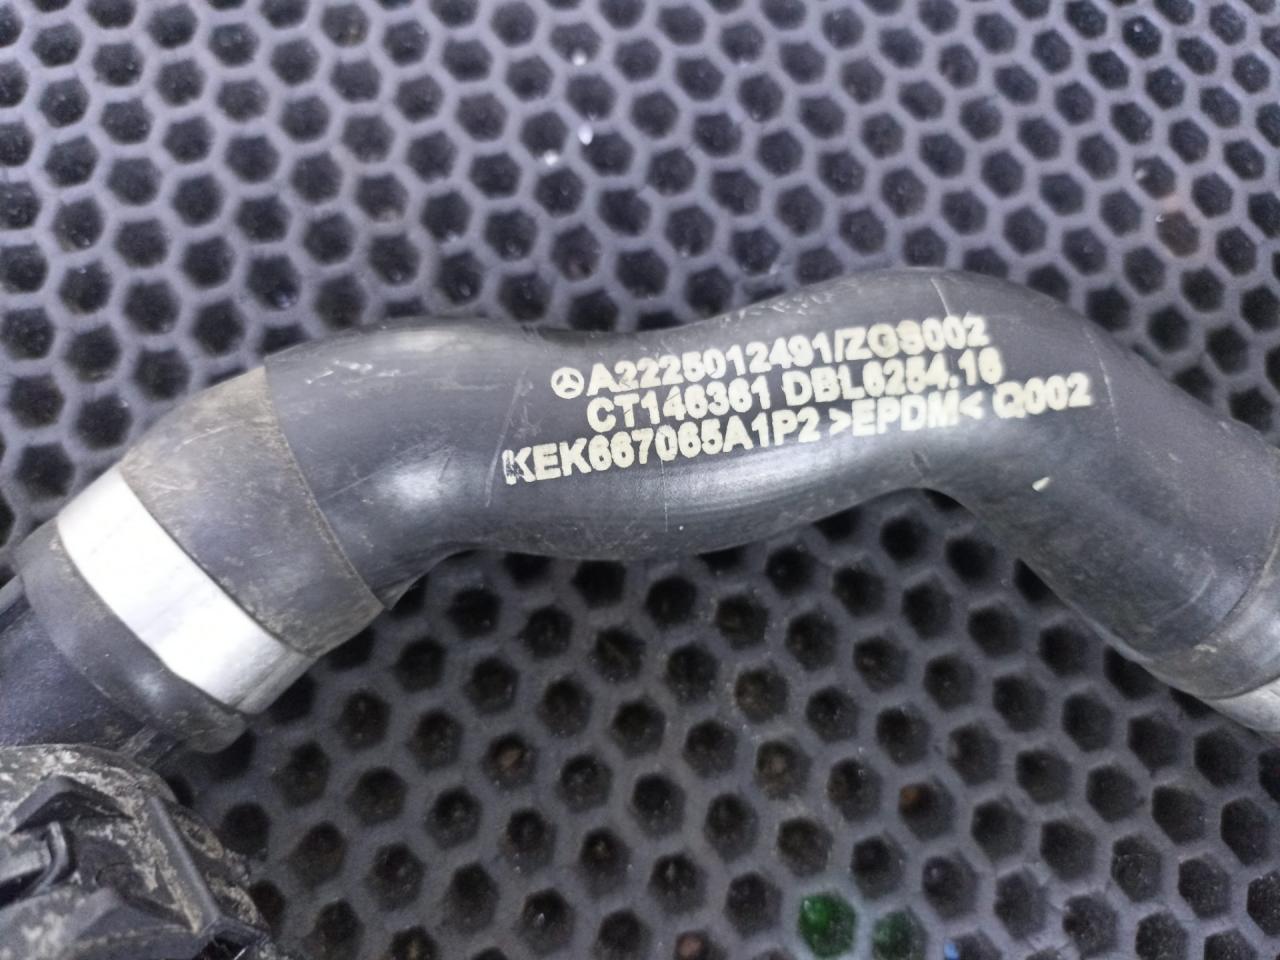 A2225012491/ZGS002
CT146361 DBL6254.16
KEK667065A1P2 >EPDM< Q002